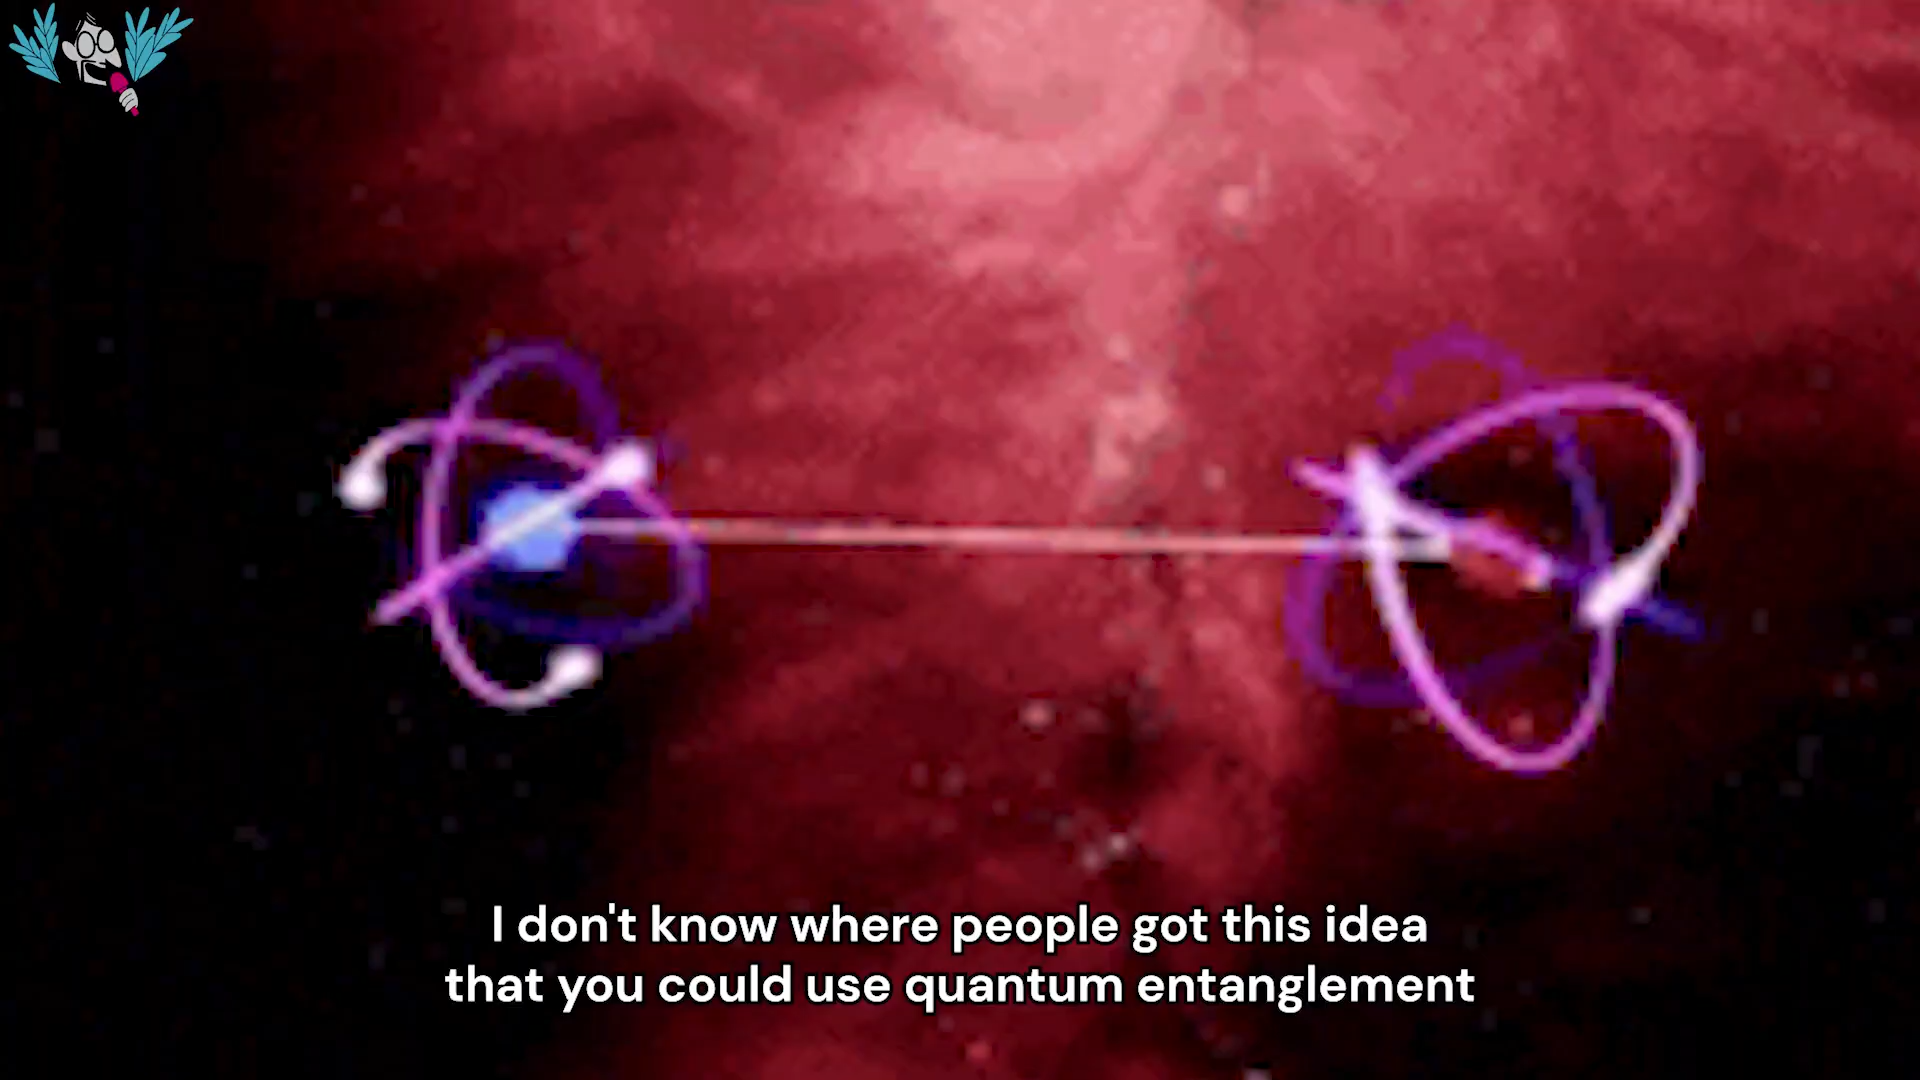 I don't know where people got this idea
that you could use quantum entanglement